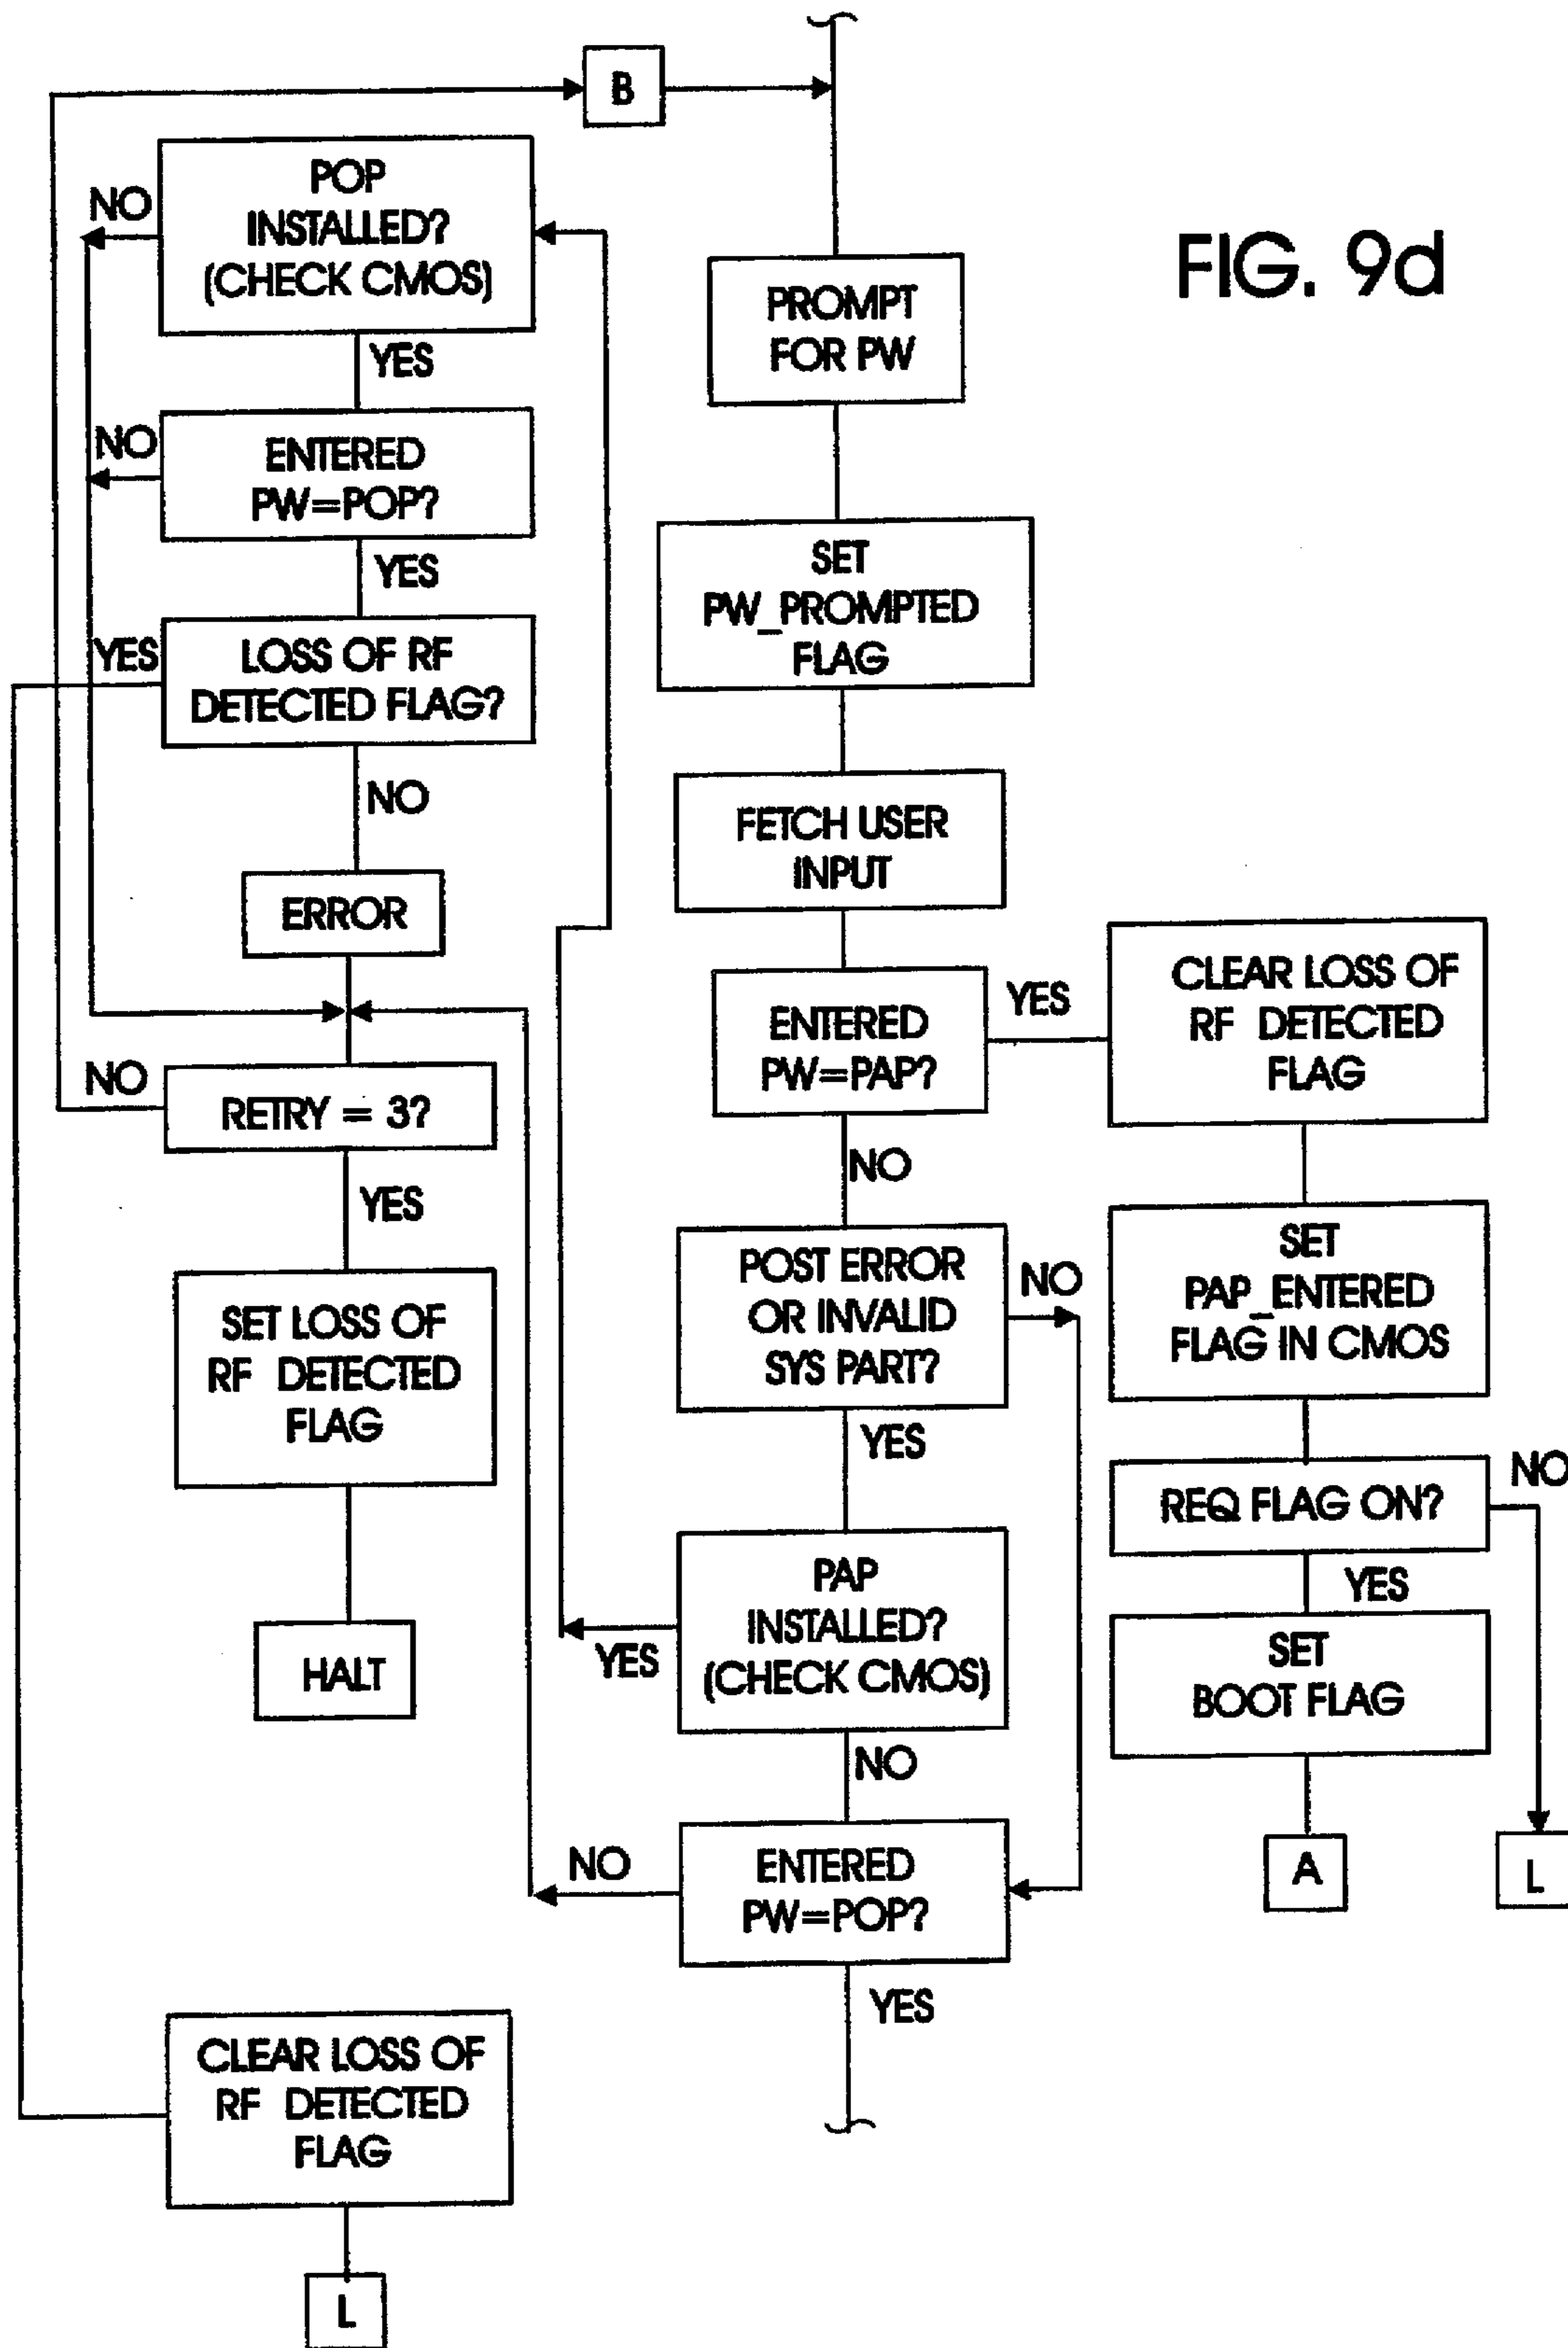 B
FIG. 9d
POP
INSTALLED?
(CHECK CMOS)
NO
YES
ENTERED
PW=POP?
NO
YES
LOSS OF RF
DETECTED FLAG?
YES
NO
ERROR
RETRY = 3?
NO
YES
SET LOSS OF
RF DETECTED
FLAG
HALT
CLEAR LOSS OF
RF DETECTED
FLAG
L
PROMPT
FOR PW
SET
PW_PROMPTED
FLAG
FETCH USER
INPUT
ENTERED
PW=PAP?
YES
NO
POST ERROR
OR INVALID
SYS PART?
NO
YES
PAP
INSTALLED?
(CHECK CMOS)
YES
NO
ENTERED
PW=POP?
NO
YES
CLEAR LOSS OF
RF DETECTED
FLAG
SET
PAP_ENTERED
FLAG IN CMOS
REQ FLAG ON?
NO
YES
SET
BOOT FLAG
A
L